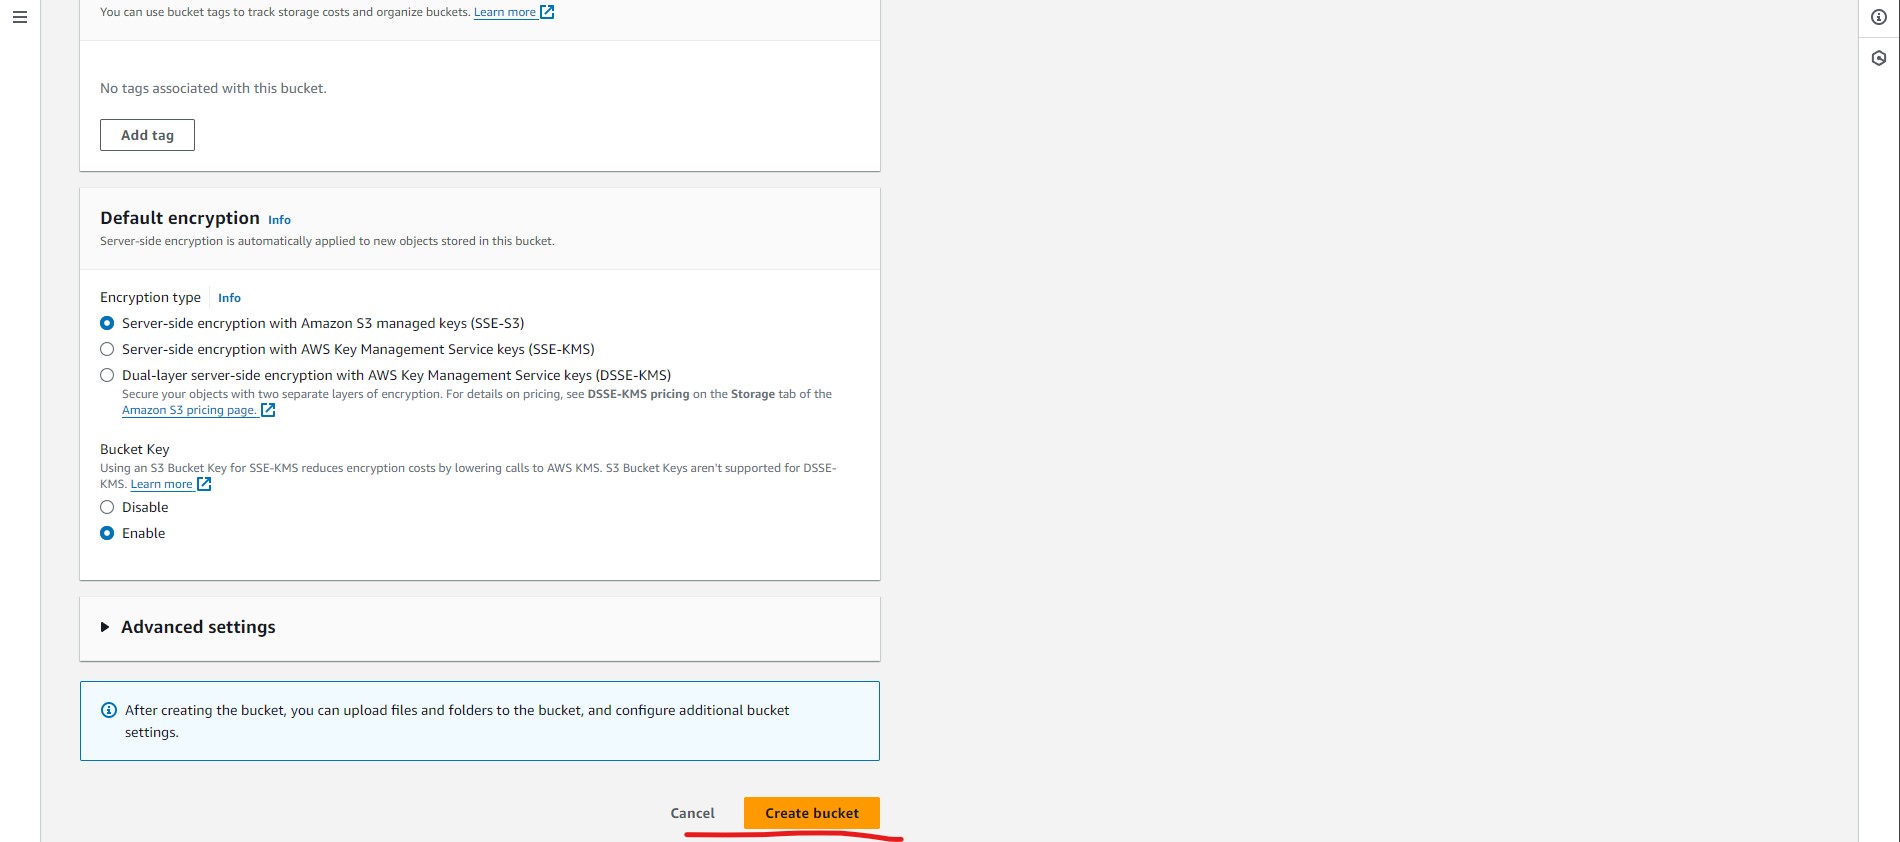 You can use bucket tags to track storage costs and organize buckets. Learn more
No tags associated with this bucket.
Add tag
Default encryption Info
Server-side encryption is automatically applied to new objects stored in this bucket.
Encryption type Info
Server-side encryption with Amazon S3 managed keys (SSE-S3)
Server-side encryption with AWS Key Management Service keys (SSE-KMS)
Dual-layer server-side encryption with AWS Key Management Service keys (DSSE-KMS)
Secure your objects with two separate layers of encryption. For details on pricing, see DSSE-KMS pricing on the Storage tab of the
Amazon S3 pricing page.
Bucket Key
Using an S3 Bucket Key for SSE-KMS reduces encryption costs by lowering calls to AWS KMS. S3 Bucket Keys aren't supported for DSSE-
KMS. Learn more
Disable
Enable
Advanced settings
After creating the bucket, you can upload files and folders to the bucket, and configure additional bucket
settings.
Cancel Create bucket